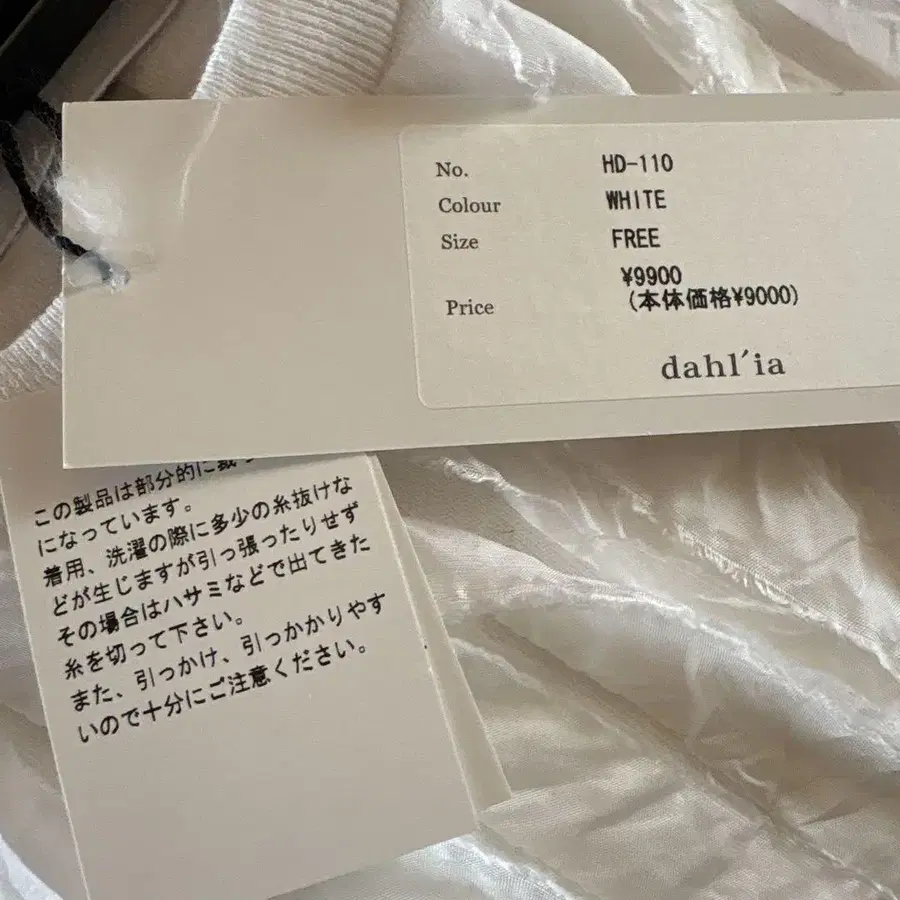 No. HD-110
Colour WHITE
Size FREE
¥9900
Price (本体価格¥9000)
dahl'ia
この製品は部分的に裁
になっています。
着用、洗濯の際に多少の糸抜けな
どが生じますが引っ張ったりせず
その場合はハサミなどで出てきた
糸を切って下さい。
また、引っかけ、引っかかりやす
いので十分にご注意ください。